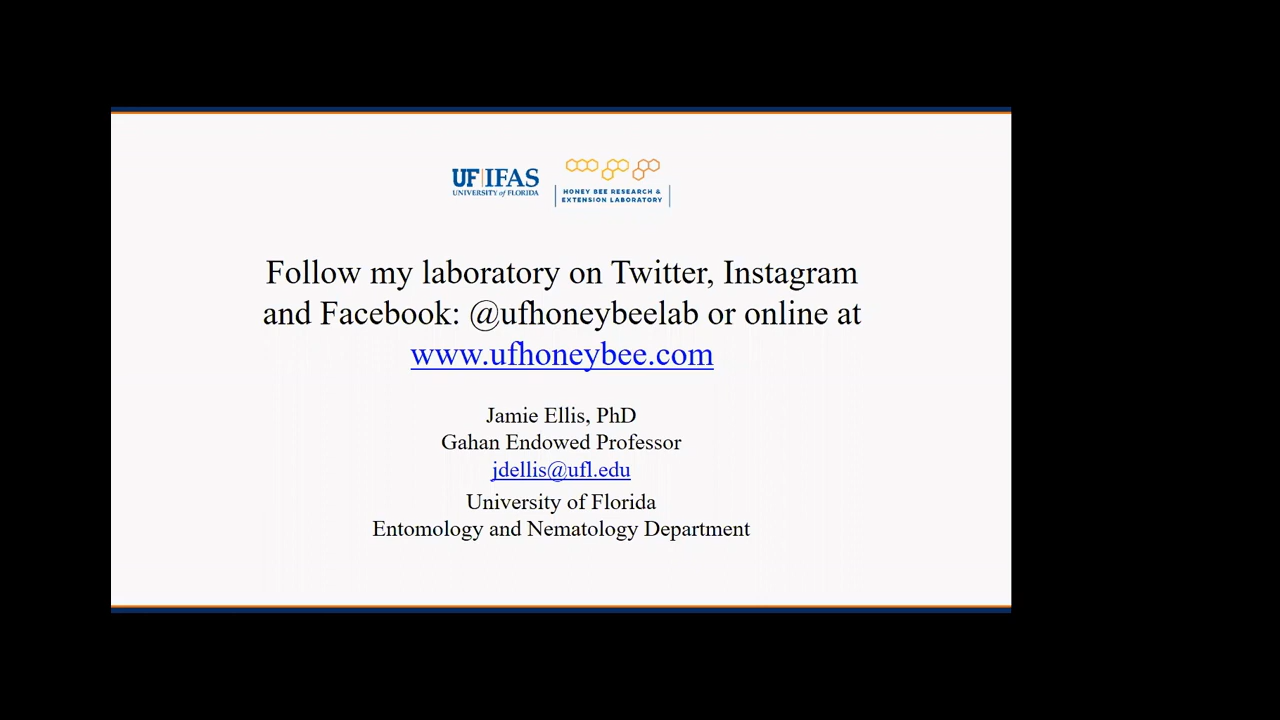 UF|IFAS
UNIVERSITY of FLORIDA
HONEY BEE RESEARCH &
EXTENSION LABORATORY
Follow my laboratory on Twitter, Instagram
and Facebook: @ufhoneybeelab or online at
www.ufhoneybee.com
Jamie Ellis, PhD
Gahan Endowed Professor
jdellis@ufl.edu
University of Florida
Entomology and Nematology Department